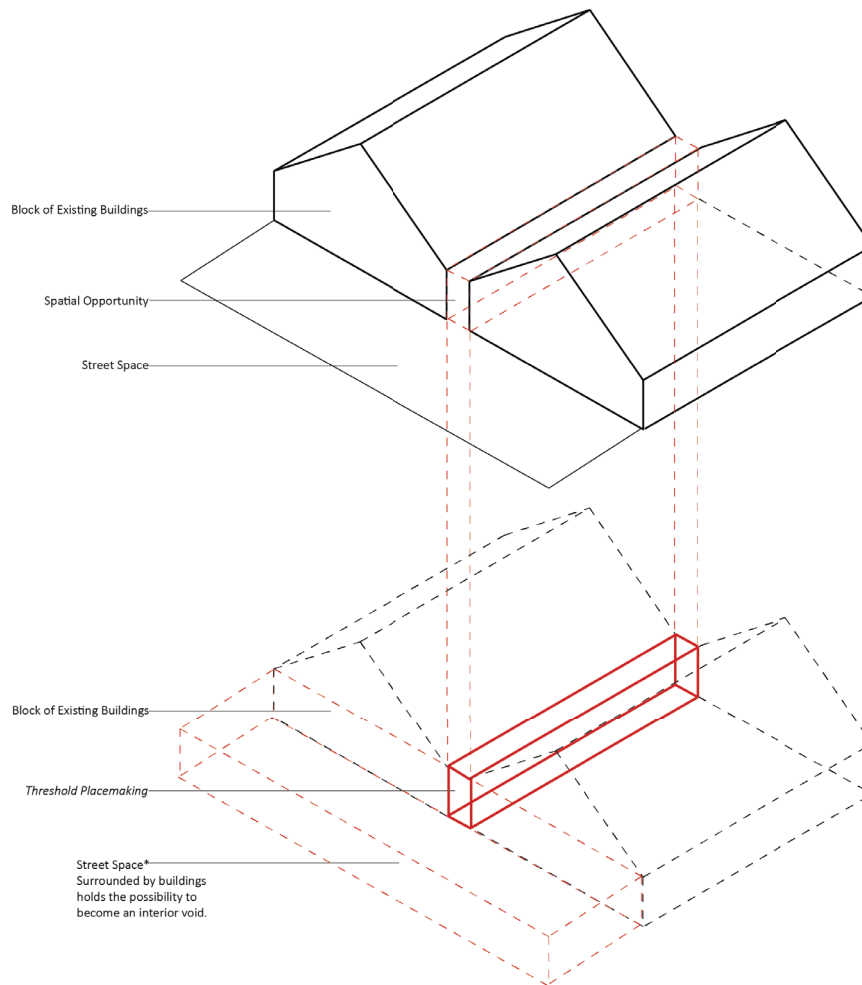 Block of Existing Buildings
Spatial Opportunity
Street Space
Block of Existing Buildings
Threshold Placemaking
Street Space*
Surrounded by buildings
holds the possibility to
become an interior void.